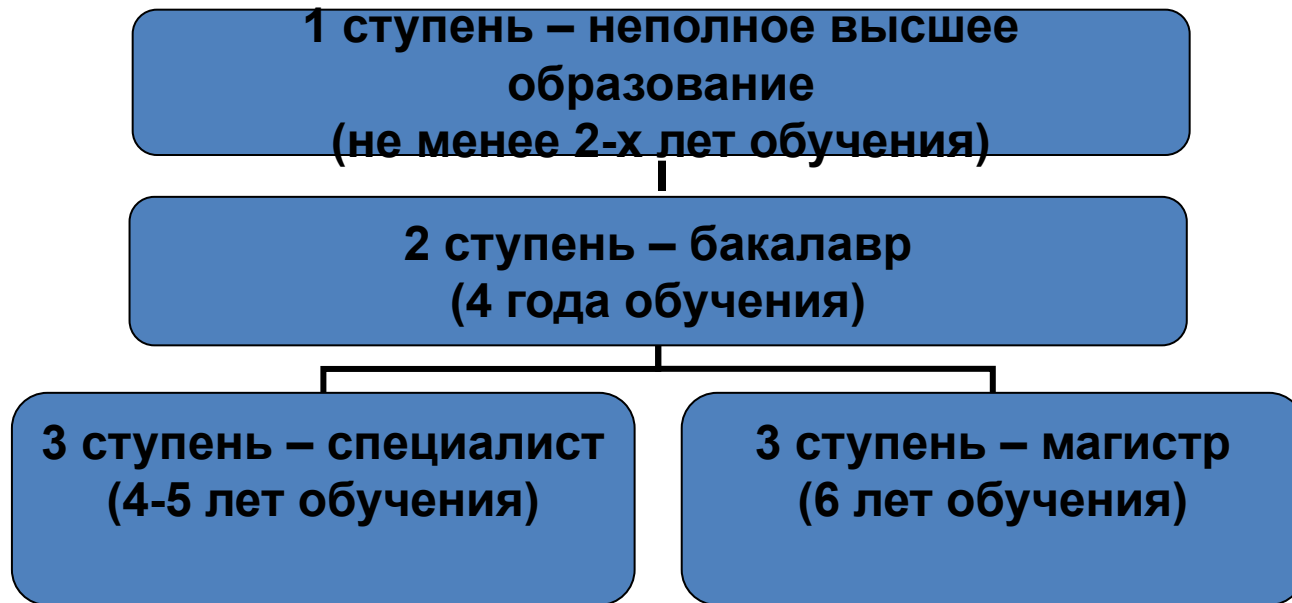 1 ступень – неполное высшее
образование
(не менее 2-х лет обучения)
2 ступень – бакалавр
(4 года обучения)
3 ступень – специалист
(4-5 лет обучения)
3 ступень – магистр
(6 лет обучения)